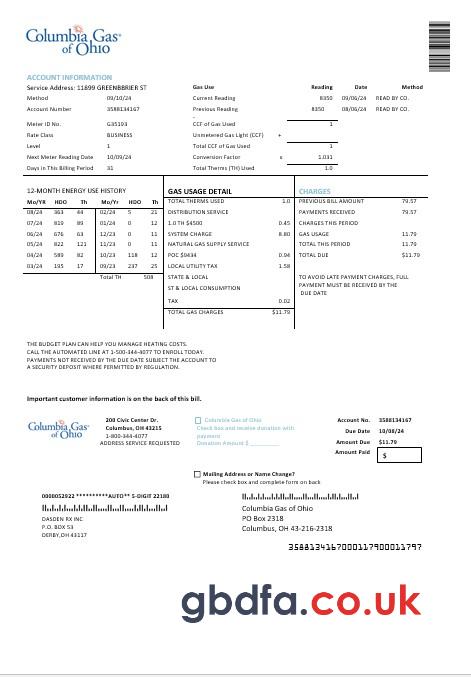 Columbia Gas®
of Ohio
ACCOUNT INFORMATION
Service Address: 11899 GREENBBRIER ST
Gas Use Reading Date
Method 09/10/24 Current Reading 8350 09/06/24 READ BY CO.
Account Number 3588134167 Previous Reading 8350 08/06/24 READ BY CO.
-
Meter ID No. G35193 CCF of Gas Used 1
Rate Class BUSINESS Unmetered Gas Light (CCF) +
Level 1 Total CCF of Gas Used 1
Next Meter Reading Date 10/09/24 Conversion Factor x 1.031
Days in This Billing Period 31 Total Therms (TH) Used 1.0
12-MONTH ENERGY USE HISTORY
Mo/YR HDO Th Mo/Yr HDO Th
08/24 363 44 02/24 5 21
07/24 819 89 01/24 0 12
06/24 676 63 12/23 0 11
05/24 822 121 11/23 0 11
04/24 589 82 10/23 118 12
03/24 195 17 09/23 237 25
Total TH 508
GAS USAGE DETAIL
TOTAL THERMS USED 1.0
DISTRIBUTION SERVICE
1.0 TH $4500 0.45
SYSTEM CHARGE 8.80
NATURAL GAS SUPPLY SERVICE
POC $9434 0.94
LOCAL UTILITY TAX 1.58
STATE & LOCAL
ST & LOCAL CONSUMPTION
TAX 0.02
TOTAL GAS CHARGES $11.79
CHARGES
PREVIOUS BILL AMOUNT 79.57
PAYMENTS RECEIVED 79.57
CHARGES THIS PERIOD
GAS USAGE 11.79
TOTAL THIS PERIOD 11.79
TOTAL DUE $11.79
TO AVOID LATE PAYMENT CHARGES, FULL
PAYMENT MUST BE RECEIVED BY THE
DUE DATE
THE BUDGET PLAN CAN HELP YOU MANAGE HEATING COSTS.
CALL THE AUTOMATED LINE AT 1-500-344-4077 TO ENROLL TODAY.
PAYMENTS NOT RECEIVED BY THE DUE DATE SUBJECT THE ACCOUNT TO
A SECURITY DEPOSIT WHERE PERMITTED BY REGULATION.
Important customer information is on the back of this bill.
Columbia Gas®
of Ohio
200 Civic Center Dr.
Columbus, OH 43215
1-800-344-4077
ADDRESS SERVICE REQUESTED
Columbia Gas of Ohio
Check box and receive donation with
payment
Donation Amount $ ________
Account No. 3588134167
Due Date 10/08/24
Amount Due $11.79
Amount Paid $
Mailing Address or Name Change?
Please check box and complete form on back
0000052922 **********AUTO** 5-DIGIT 22180
DASDEN RX INC
P.O. BOX 53
DERBY,OH 43117
Columbia Gas of Ohio
PO Box 2318
Columbus, OH 43-216-2318
3588134167000117900011797
gbdfa.co.uk